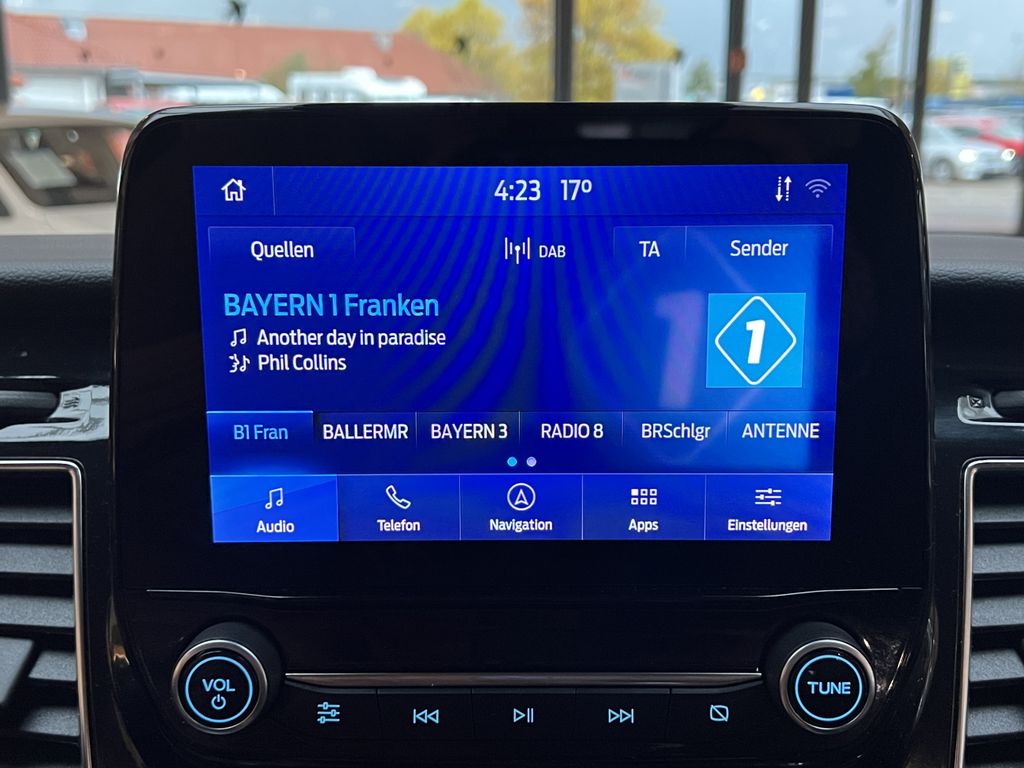 4:23 17º
Quellen DAB TA Sender
BAYERN 1 Franken
Another day in paradise
Phil Collins
1
B1 Fran BALLERMR BAYERN 3 RADIO 8 BRSchlgr ANTENNE
Audio Telefon Navigation Apps Einstellungen
VOL TUNE